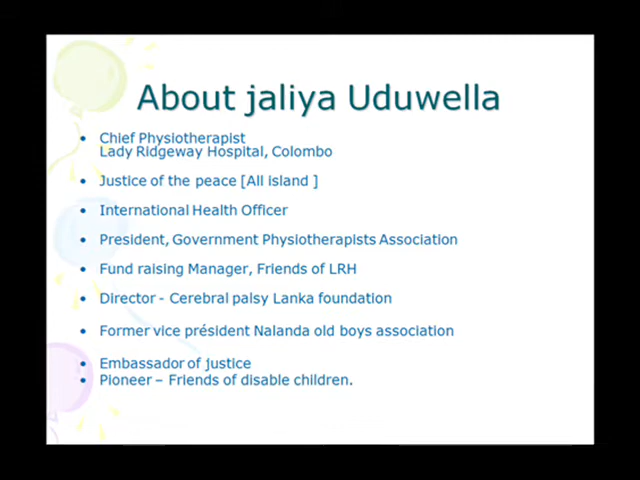 About jaliya Uduwella
• Chief Physiotherapist
Lady Ridgeway Hospital, Colombo
• Justice of the peace [All island ]
• International Health Officer
• President, Government Physiotherapists Association
• Fund raising Manager, Friends of LRH
• Director - Cerebral palsy Lanka foundation
• Former vice président Nalanda old boys association
• Embassador of justice
• Pioneer – Friends of disable children.